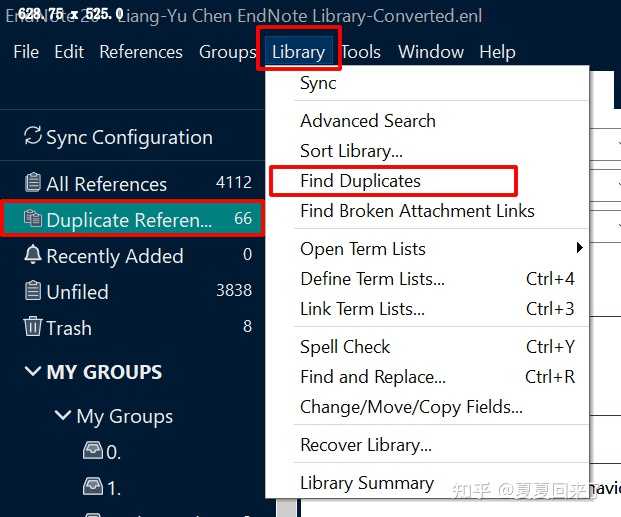 EndNote 20 - Liang-Yu Chen EndNote Library-Converted.enl
628.75 x 525.0
File Edit References Groups Library Tools Window Help
Sync
Advanced Search
Sync Configuration
Sort Library...
All References 4112
Find Duplicates
Duplicate Referen... 66
Find Broken Attachment Links
Recently Added 0
Open Term Lists
Unfiled 3838
Define Term Lists... Ctrl+4
Trash 8
Link Term Lists... Ctrl+3
Spell Check Ctrl+Y
MY GROUPS
Find and Replace... Ctrl+R
My Groups
Change/Move/Copy Fields...
0.
Recover Library...
1.
Library Summary
知乎 @夏夏回来